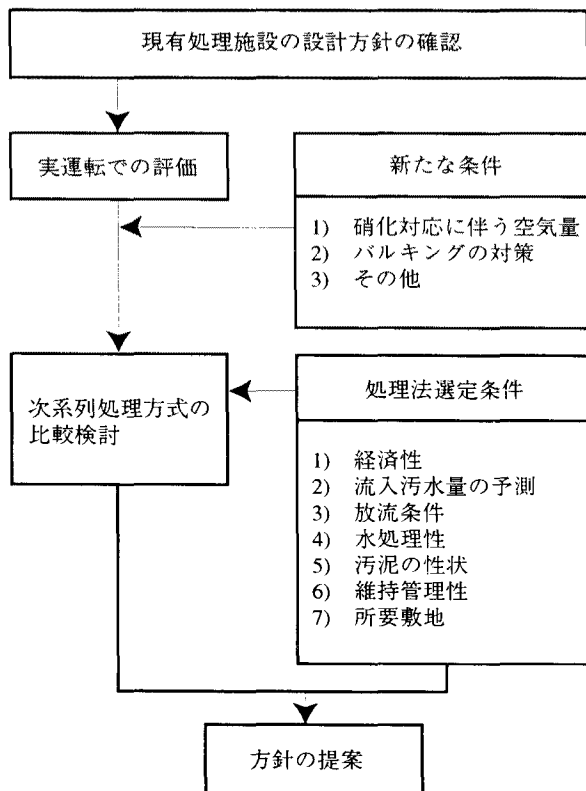 現有処理施設の設計方針の確認
実運転での評価
新たな条件
1) 硝化対応に伴う空気量
2) バルキングの対策
3) その他
次系列処理方式の
比較検討
処理法選定条件
1) 経済性
2) 流入汚水量の予測
3) 放流条件
4) 水処理性
5) 汚泥の性状
6) 維持管理性
7) 所要敷地
方針の提案